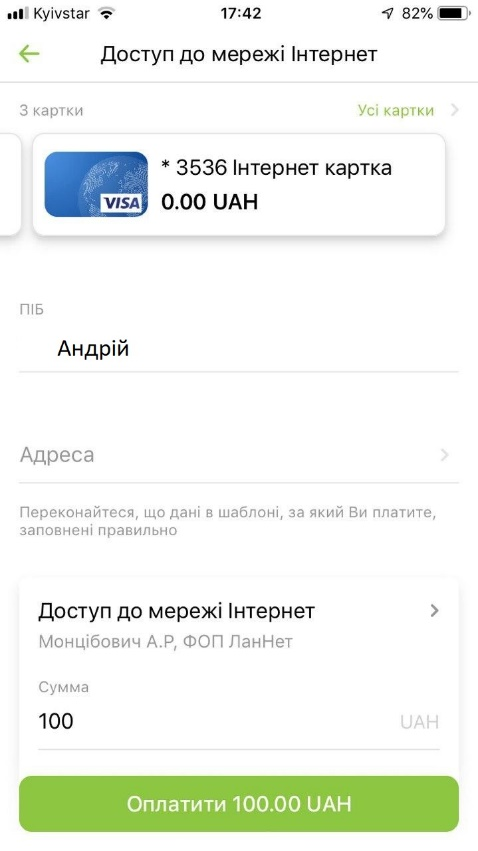 Kyivstar 17:42 82%
Доступ до мережі Інтернет
3 картки Усі картки
* 3536 Інтернет картка
VISA 0.00 UAH
ПІБ
Андрій
Адреса
Переконайтеся, що дані в шаблоні, за який Ви платите,
заповнені правильно
Доступ до мережі Інтернет
Монцібович А.Р, ФОП ЛанНет
Сумма
100 UAH
Оплатити 100.00 UAH